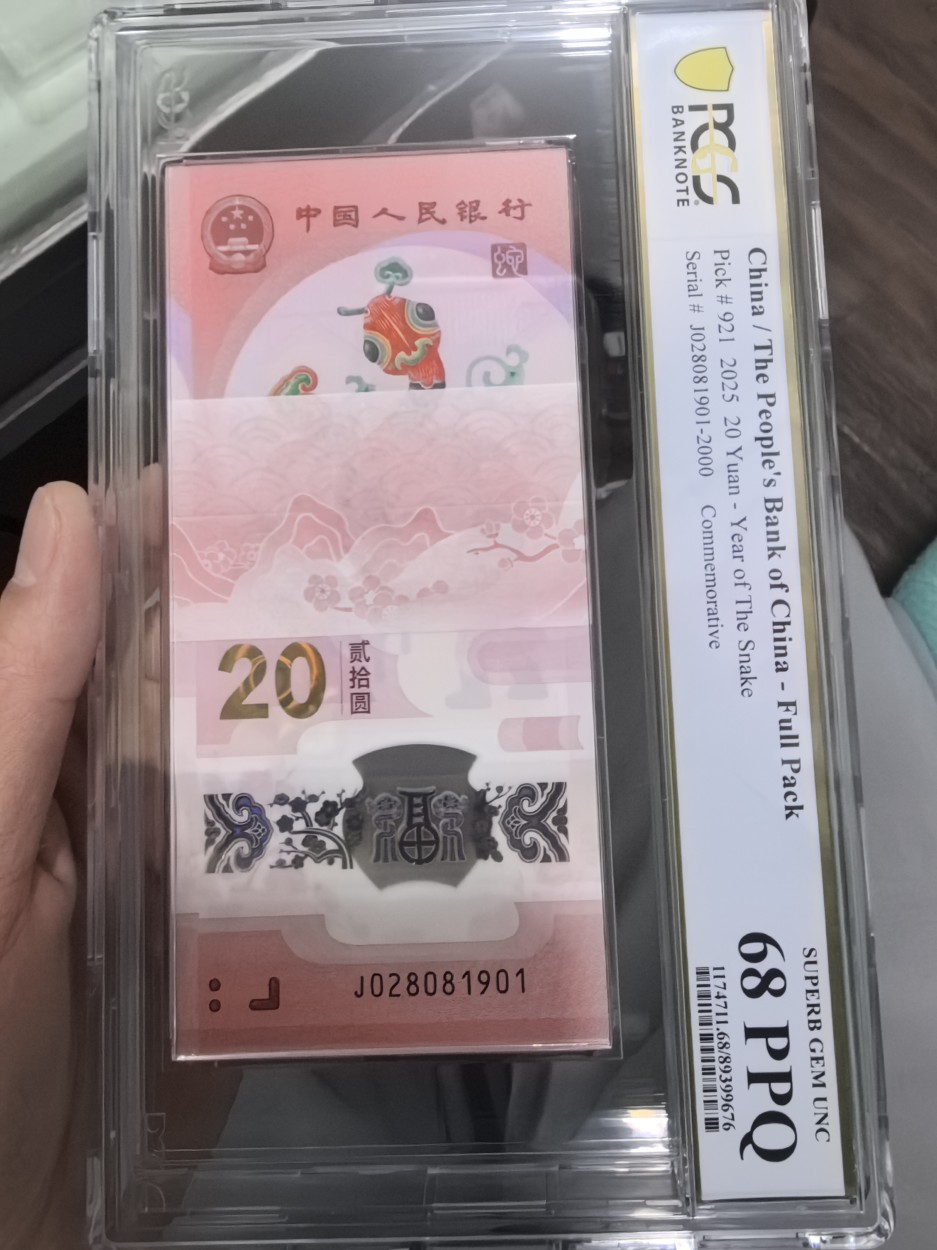 PCGS
BANKNOTE
China / The People's Bank of China - Full Pack
Pick # 921 2025 20 Yuan - Year of The Snake
Serial # J028081901-2000 Commemorative
SUPERB GEM UNC
68 PPQ
1174711.68/89399676
中国人民银行
20
贰拾圆
J028081901